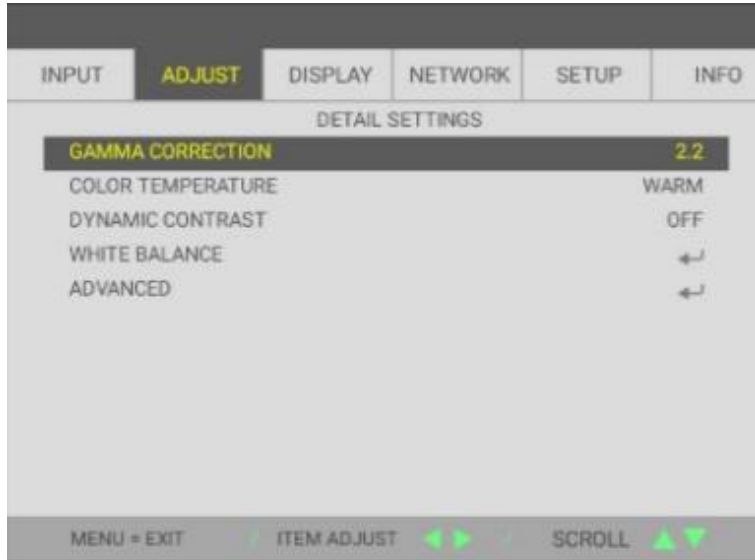 INPUT ADJUST DISPLAY NETWORK SETUP INFO
DETAIL SETTINGS
GAMMA CORRECTION 2.2
COLOR TEMPERATURE WARM
DYNAMIC CONTRAST OFF
WHITE BALANCE
ADVANCED
MENU = EXIT / ITEM ADJUST / SCROLL